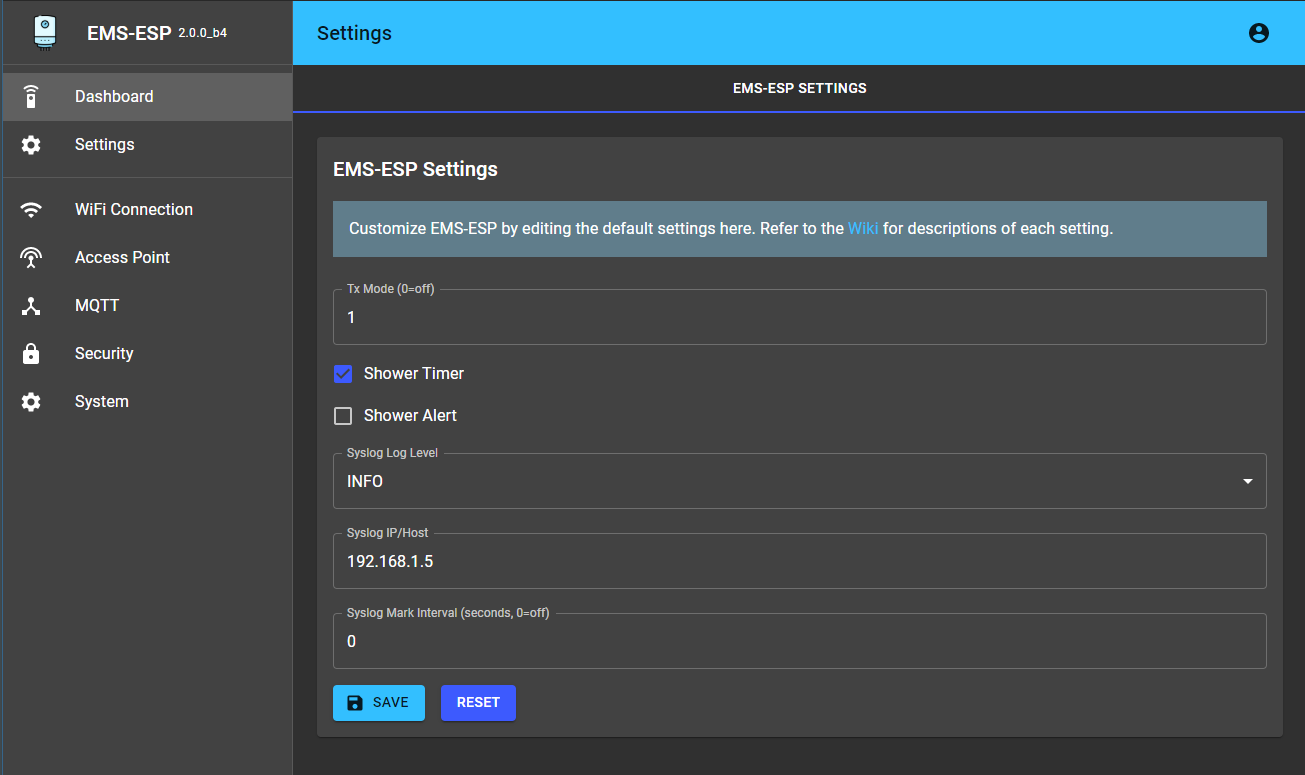 EMS-ESP 2.0.0_b4
Dashboard
Settings
WiFi Connection
Access Point
MQTT
Security
System
Settings
EMS-ESP SETTINGS
EMS-ESP Settings
Customize EMS-ESP by editing the default settings here. Refer to the Wiki for descriptions of each setting.
Tx Mode (0=off)
1
Shower Timer
Shower Alert
Syslog Log Level
INFO
Syslog IP/Host
192.168.1.5
Syslog Mark Interval (seconds, 0=off)
0
SAVE
RESET